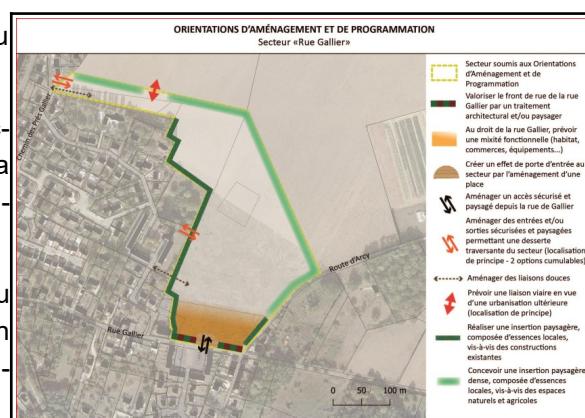 ORIENTATIONS D'AMÉNAGEMENT ET DE PROGRAMMATION
Secteur «Rue Gallier»
Chemin des Prés Gallier
Route d'Arcy
Rue Gallier
0 50 100 m
Secteur soumis aux Orientations
d'Aménagement et de
Programmation
Valoriser le front de rue de la rue
Gallier par un traitement
architectural et/ou paysager
Au droit de la rue Gallier, prévoir
une mixité fonctionnelle (habitat,
commerces, équipements...)
Créer un effet de porte d'entrée au
secteur par l'aménagement d'une
place
Aménager un accès sécurisé et
paysagé depuis la rue de Gallier
Aménager des entrées et/ou
sorties sécurisées et paysagées
permettant une desserte
traversante du secteur (localisation
de principe - 2 options cumulables)
Aménager des liaisons douces
Prévoir une liaison viaire en vue
d'une urbanisation ultérieure
(localisation de principe)
Réaliser une insertion paysagère,
composée d'essences locales,
vis-à-vis des constructions
existantes
Concevoir une insertion paysagère
dense, composée d'essences
locales, vis-à-vis des espaces
naturels et agricoles